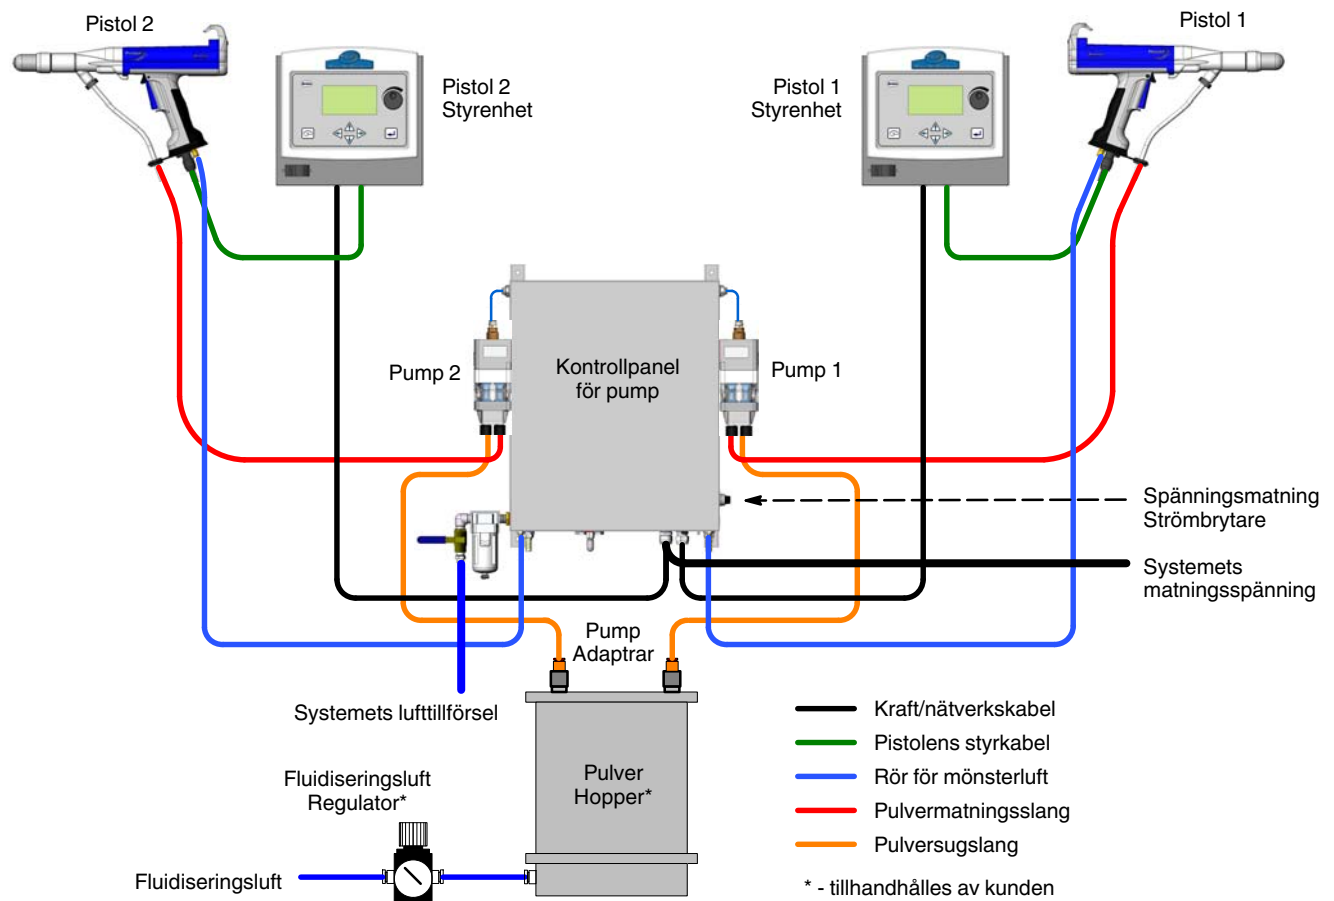 Pistol 2
Pistol 1
Pistol 2
Styrenhet
Pistol 1
Styrenhet
Pump 2
Kontrollpanel
för pump
Pump 1
Spänningsmatning
Strömbrytare
Systemets
matningsspänning
Pump
Adaptrar
Systemets lufttillförsel
Kraft/nätverkskabel
Pistolens styrkabel
Rör för mönsterluft
Pulvermatningsslang
Pulversugslang
* - tillhandhålles av kunden
Pulver
Hopper*
Fluidiseringsluft
Regulator*
Fluidiseringsluft